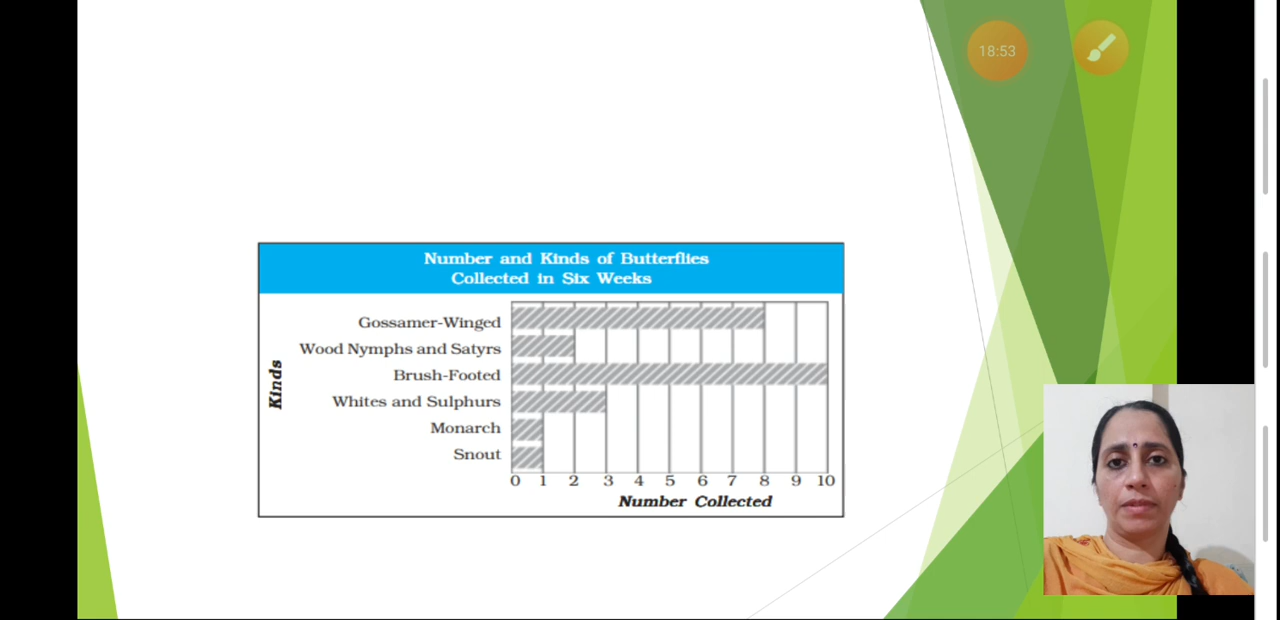 18:53
Number and Kinds of Butterflies
Collected in Six Weeks
Kinds
Gossamer-Winged
Wood Nymphs and Satyrs
Brush-Footed
Whites and Sulphurs
Monarch
Snout
0 1 2 3 4 5 6 7 8 9 10
Number Collected